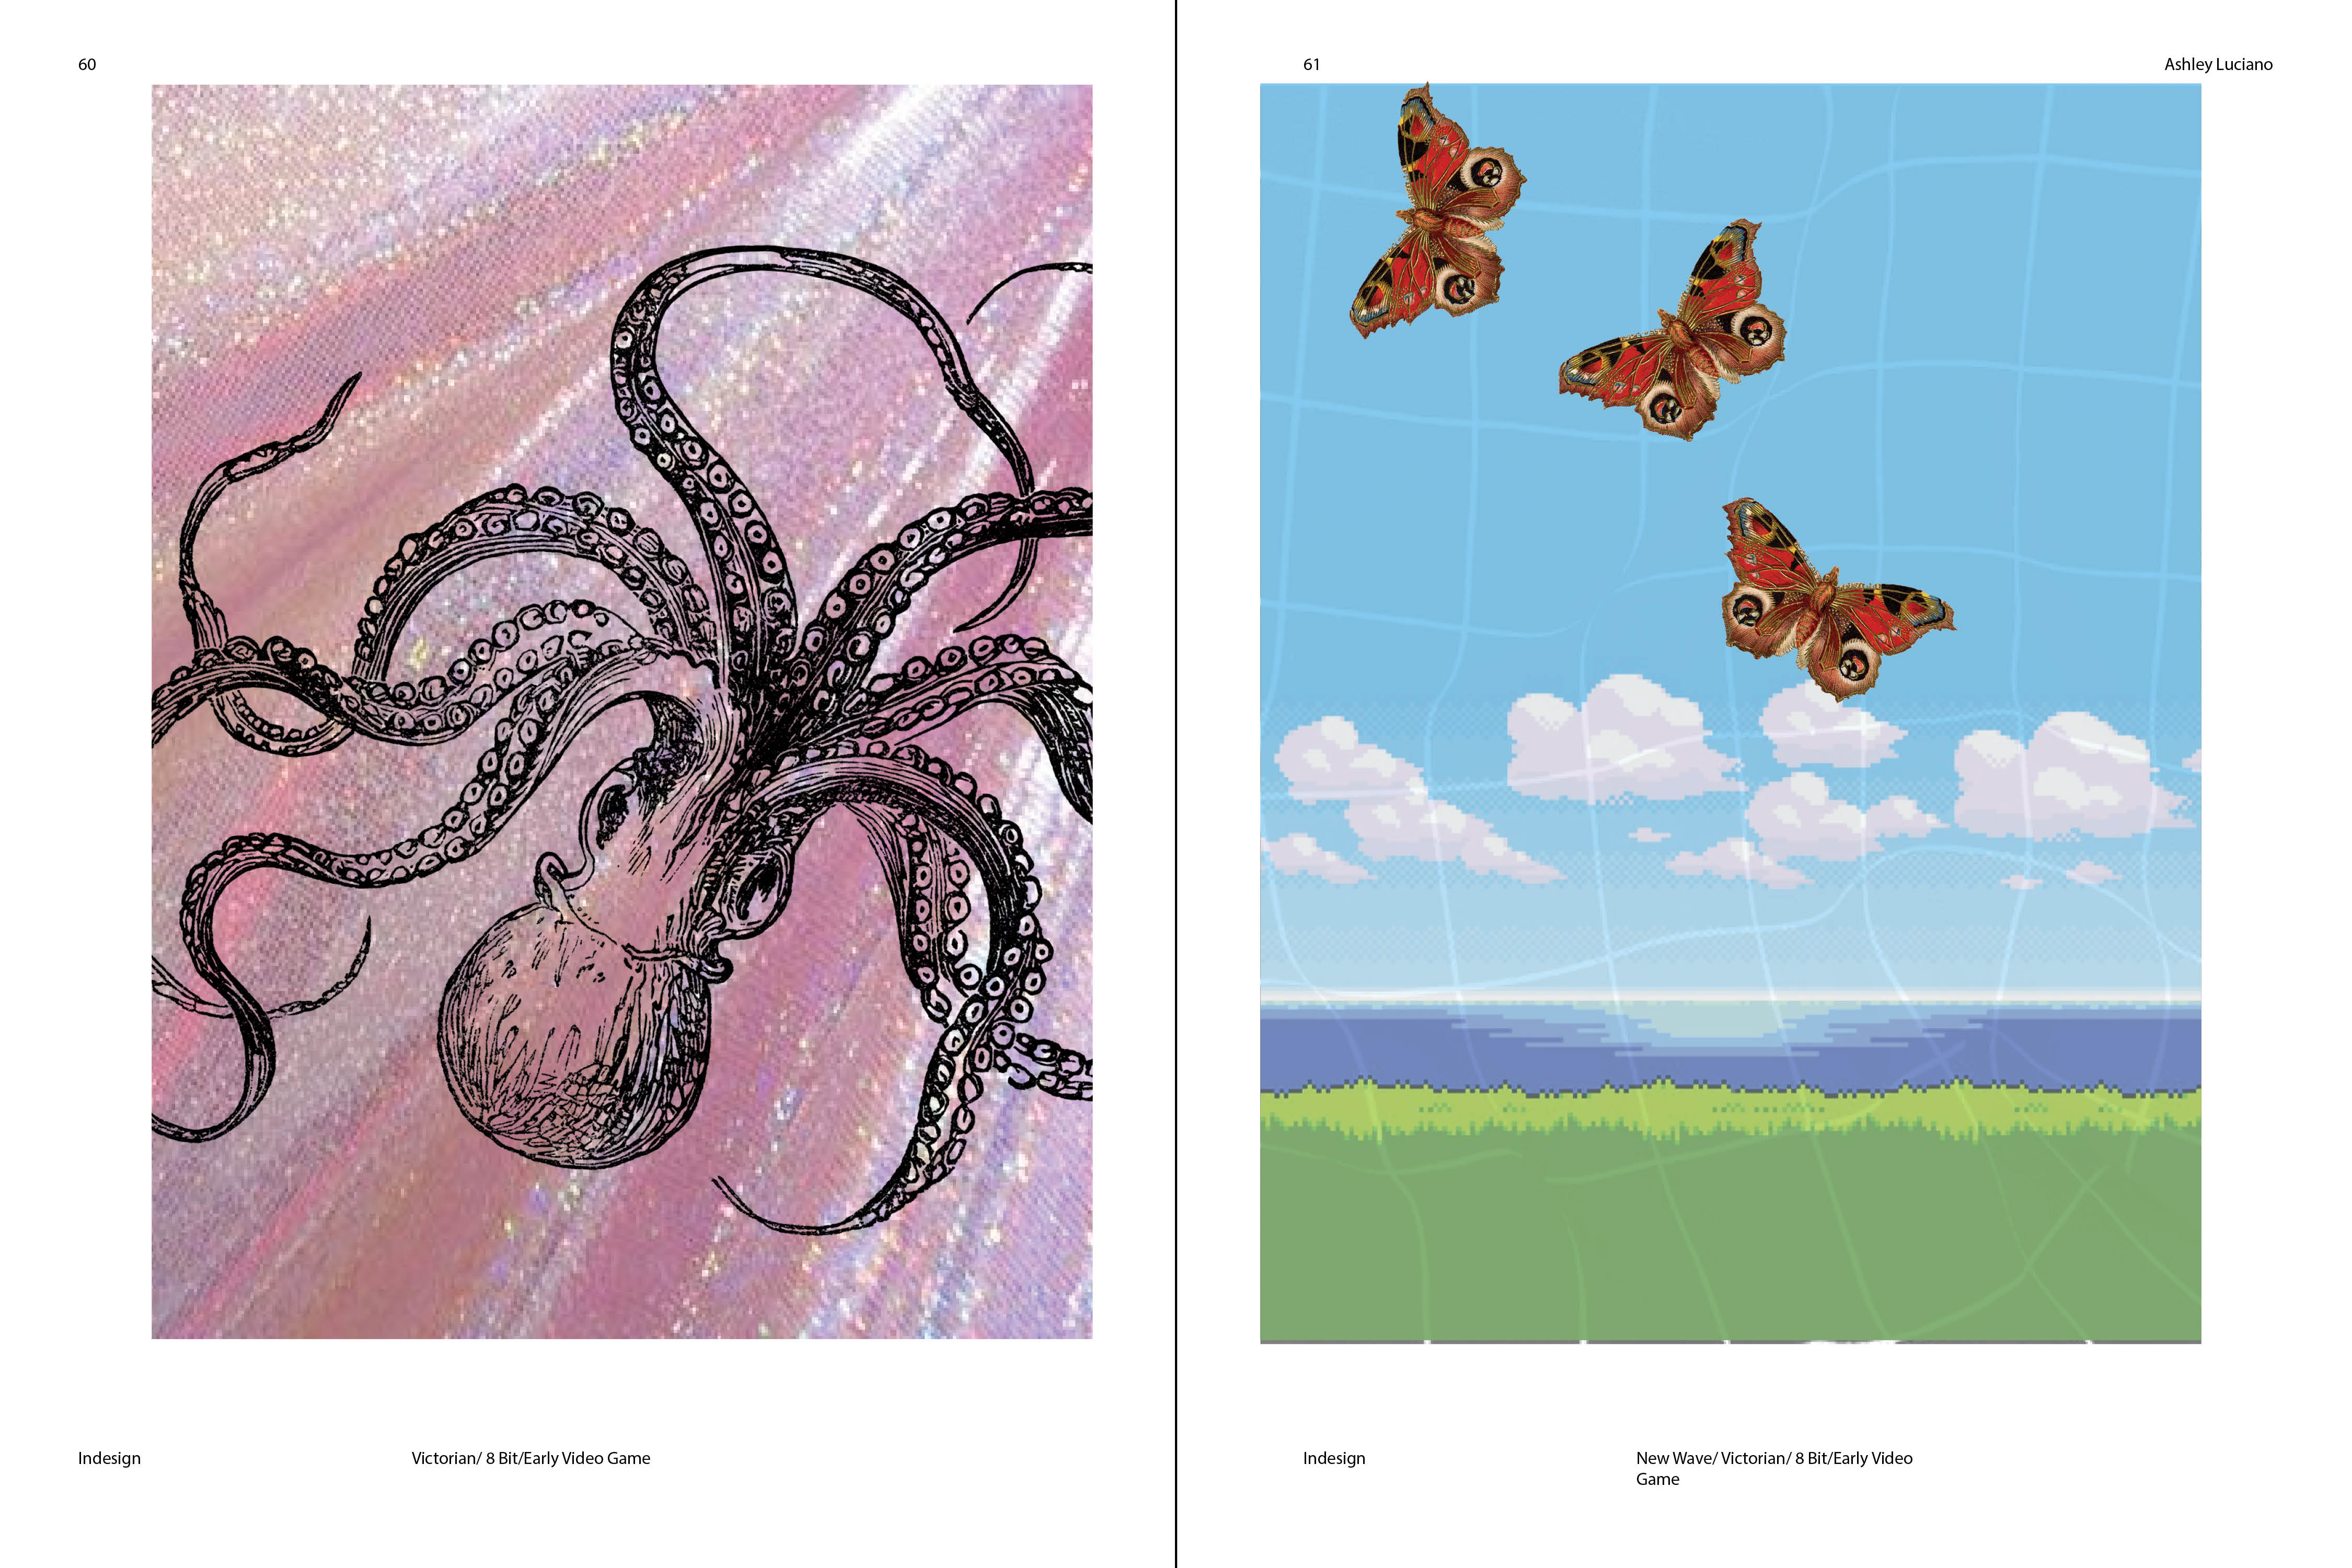 60
Indesign
Victorian/ 8 Bit/Early Video Game
61
Ashley Luciano
Indesign
New Wave/ Victorian/ 8 Bit/Early Video
Game